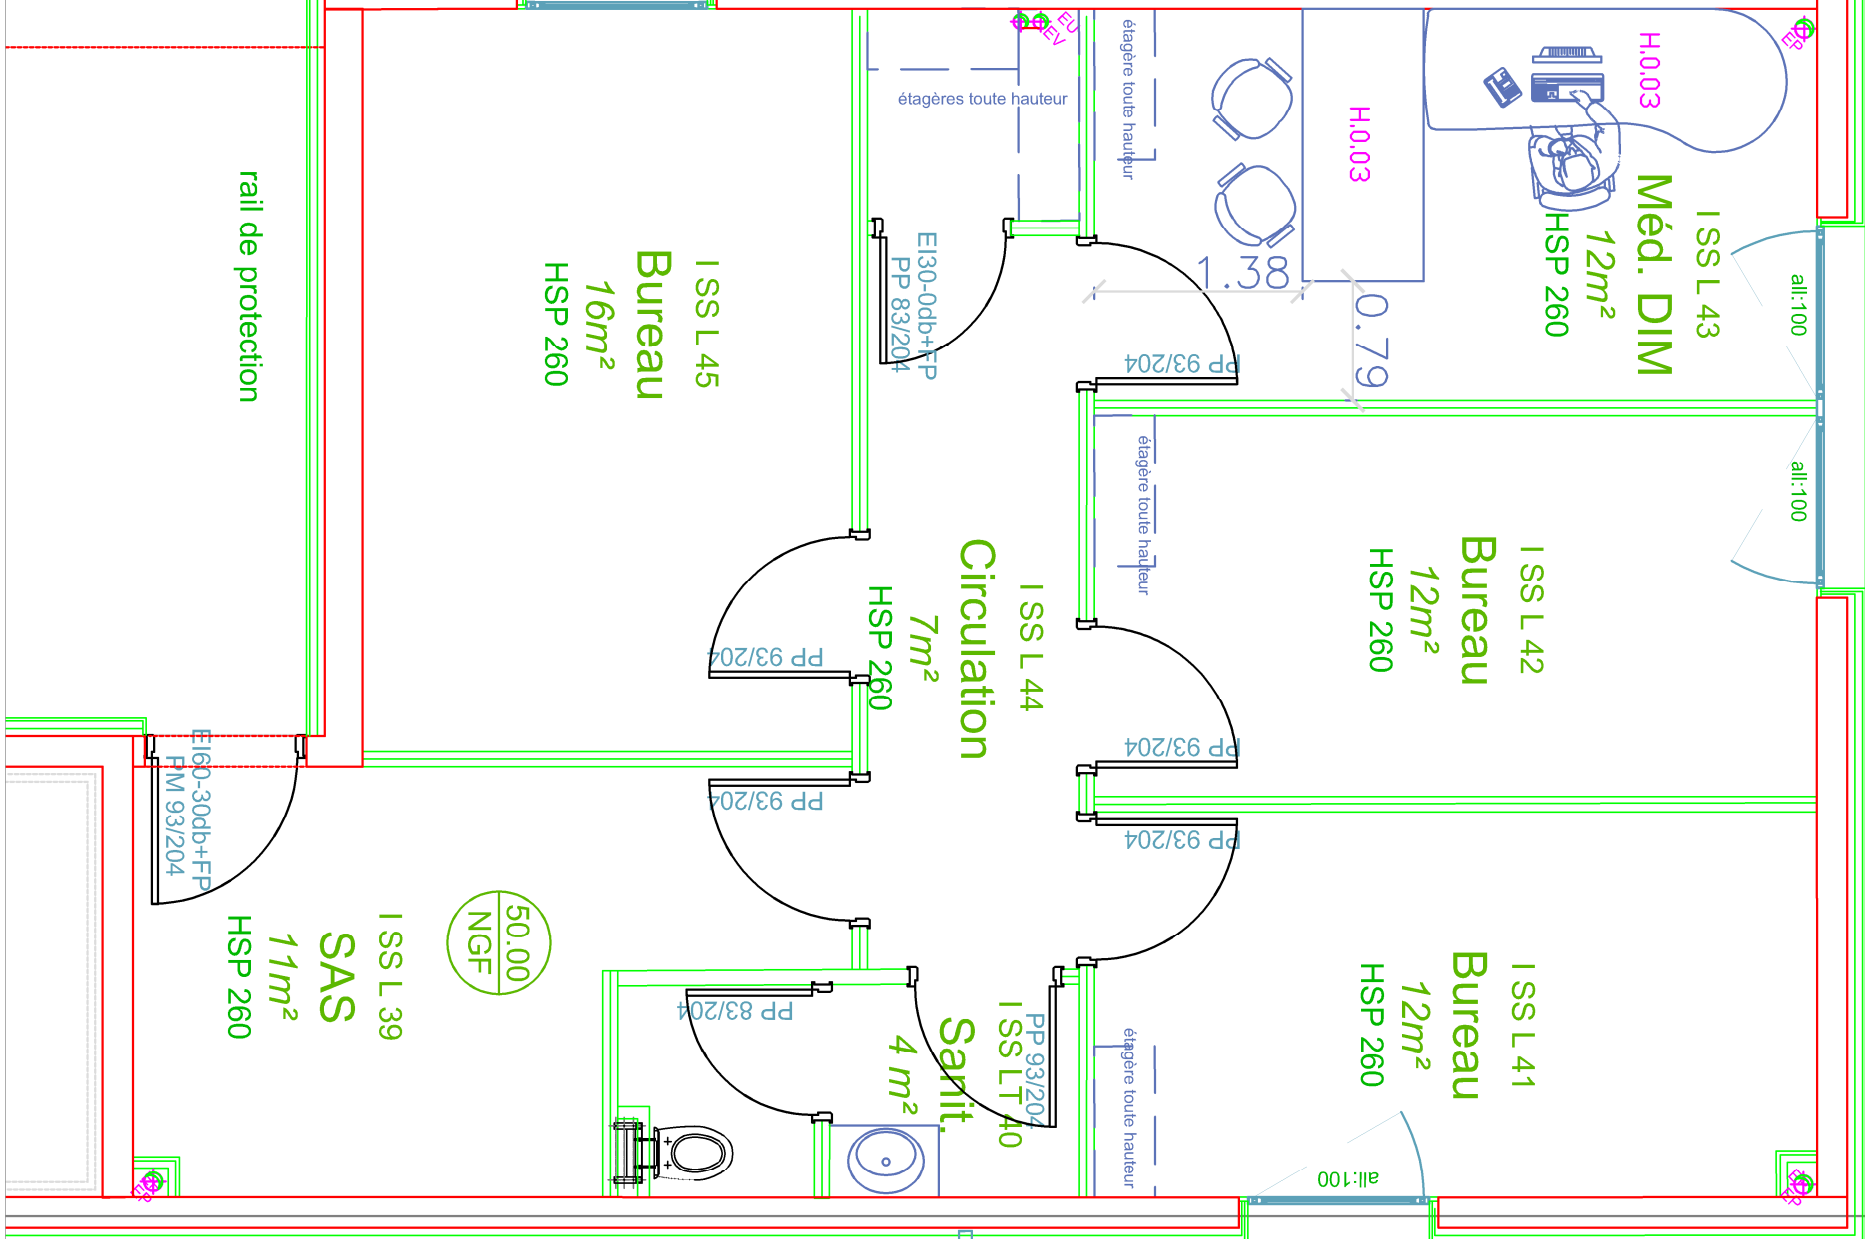 EU
EV
EP
étagères toute hauteur
étagère toute hauteur
H.0.03
H.0.03
rail de protection
I SS L 45
Bureau
16m²
HSP 260
EI30-0db+FP
PP 83/204
1.38
0.79
PP 93/204
I SS L 43
Méd. DIM
12m²
HSP 260
all:100
all:100
étagère toute hauteur
I SS L 42
Bureau
12m²
HSP 260
I SS L 44
Circulation
7m²
HSP 260
PP 93/204
PP 93/204
PP 93/204
PP 93/204
EI60-30db+FP
PM 93/204
I SS L 39
SAS
11m²
HSP 260
50.00
NGF
PP 83/204
I SS LT 40
Sanit.
4 m²
PP 93/204
étagère toute hauteur
I SS L 41
Bureau
12m²
HSP 260
all:100
EP
EP